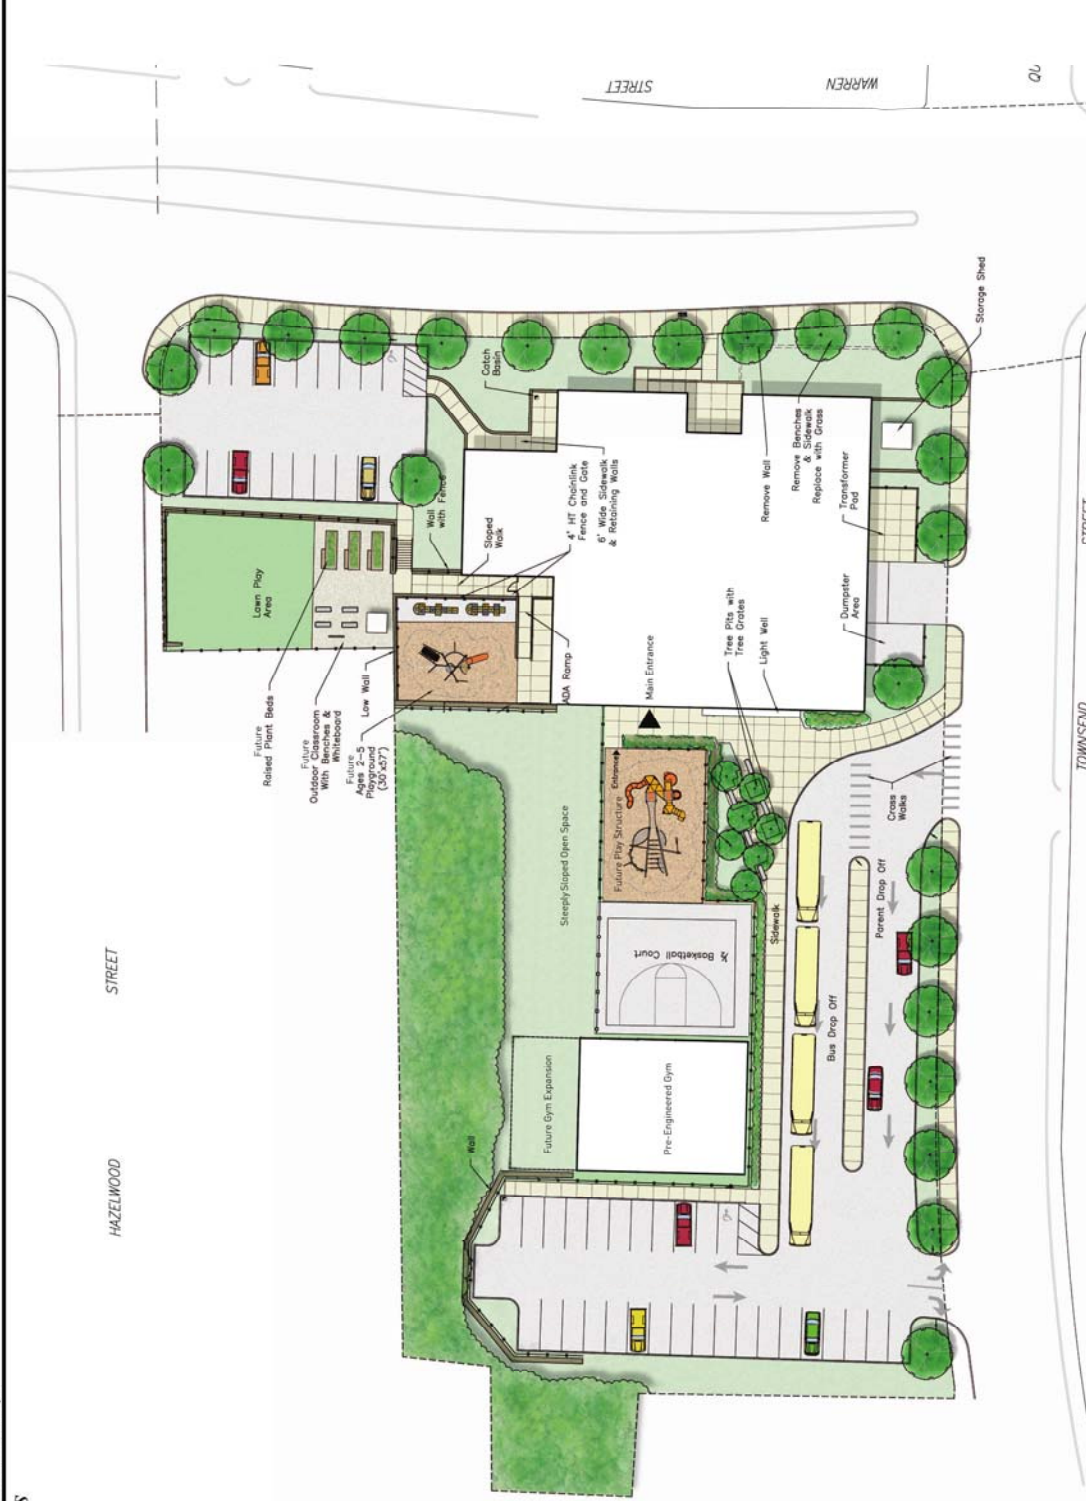 STREET
WARREN
QU
Storage Shed
Catch
Basin
Remove Benches
& Sidewalk
Replace with Grass
Remove Wall
Transformer
Pad
4' HT Chainlink
Fence and Gate
6' Wide Sidewalk
& Retaining Walls
Wall
with Fence
Sloped
Walk
Lawn Play
Area
Dumpster
Area
Tree Pits with
Tree Grates
Light Well
Main Entrance
ADA Ramp
Low Wall
Future
Raised Plant Beds
Future
Outdoor Classroom
With Benches &
Whiteboard
Future
Ages 2-5
Playground
(30'x57')
Entrance
Future Play Structure
Steeply Sloped Open Space
Cross
Walks
Parent Drop Off
Sidewalk
Basketball Court
Bus Drop Off
Future Gym Expansion
Pre-Engineered Gym
Wall
HAZELWOOD
STREET
TOWNSEND
STREET
S